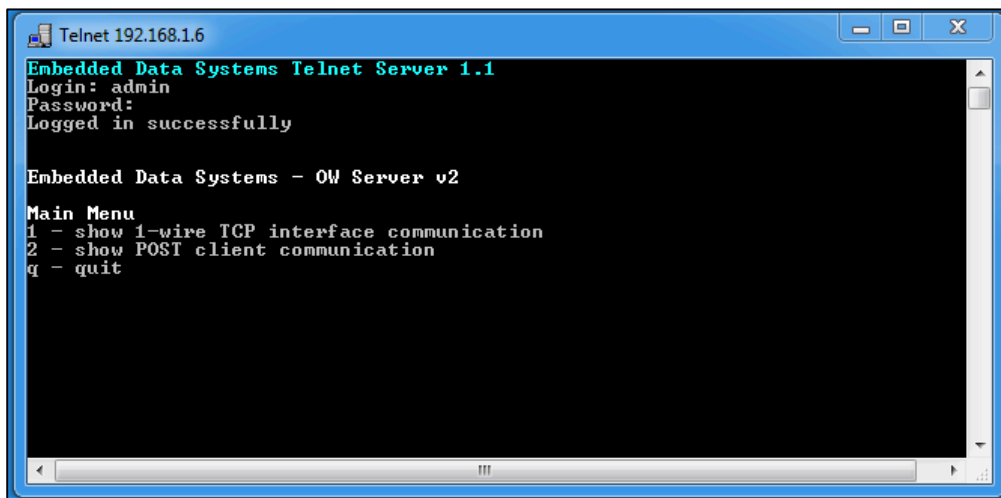 Telnet 192.168.1.6
Embedded Data Systems Telnet Server 1.1
Login: admin
Password:
Logged in successfully
Embedded Data Systems - OW Server v2
Main Menu
1 - show 1-wire TCP interface communication
2 - show POST client communication
q - quit